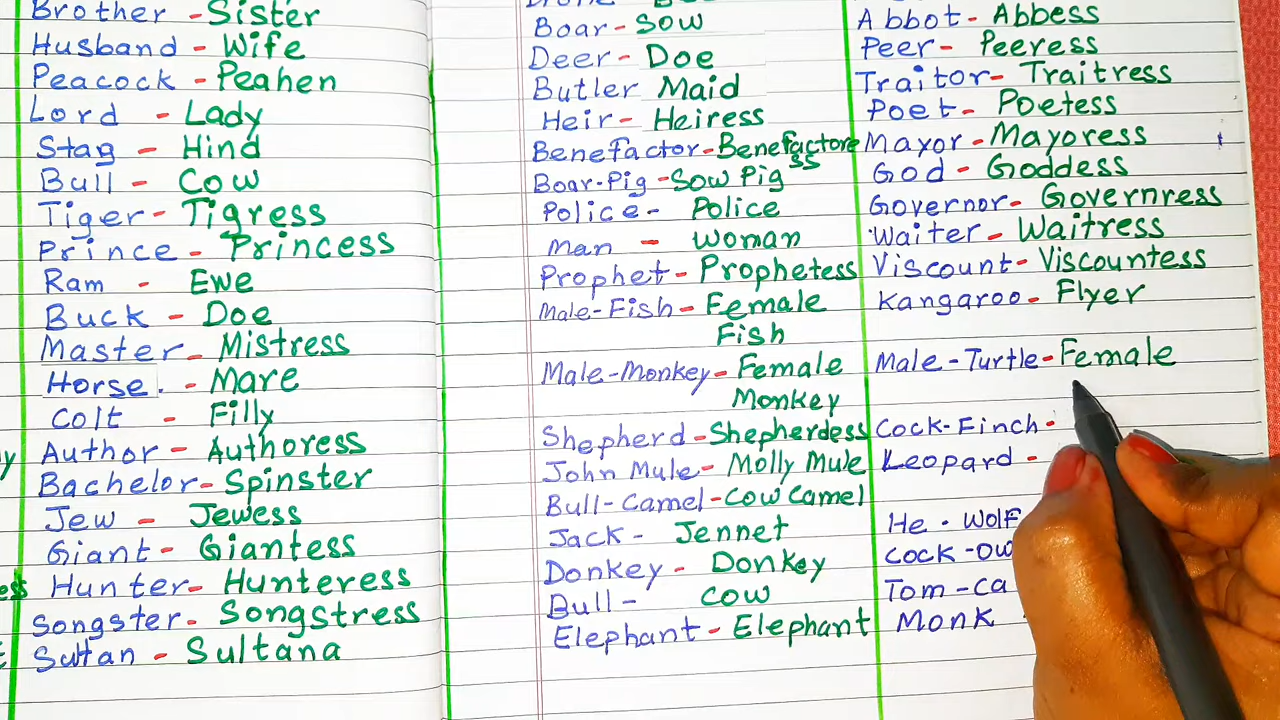 Brother - Sister
Husband - Wife
Peacock - Peahen
Lord - Lady
Stag - Hind
Bull - Cow
Tiger - Tigress
Prince - Princess
Ram - Ewe
Buck - Doe
Master - Mistress
Horse - Mare
Colt - Filly
Author - Authoress
Bachelor - Spinster
Jew - Jewess
Giant - Giantess
Hunter - Hunteress
Songster - Songstress
Sultan - Sultana
Boar - Sow
Deer - Doe
Butler Maid
Heir - Heiress
Benefactor - Benefactore
ss
Boar-Pig - Sow Pig
Police - Police
Man - Woman
Prophet - Prophetess
Male-Fish - Female
Fish
Male-Monkey - Female
Monkey
Shepherd - Shepherdess
John Mule - Molly Mule
Bull-Camel - Cow Camel
Jack - Jennet
Donkey - Donkey
Bull - Cow
Elephant - Elephant
Abbot - Abbess
Peer - Peeress
Traitor - Traitress
Poet - Poetess
Mayor - Mayoress
God - Goddess
Governor - Governress
Waiter - Waitress
Viscount - Viscountess
Kangaroo - Flyer
Male-Turtle - Female
Cock-Finch -
Leopard -
He - Wolf
Cock-Ow
Tom-Ca
Monk